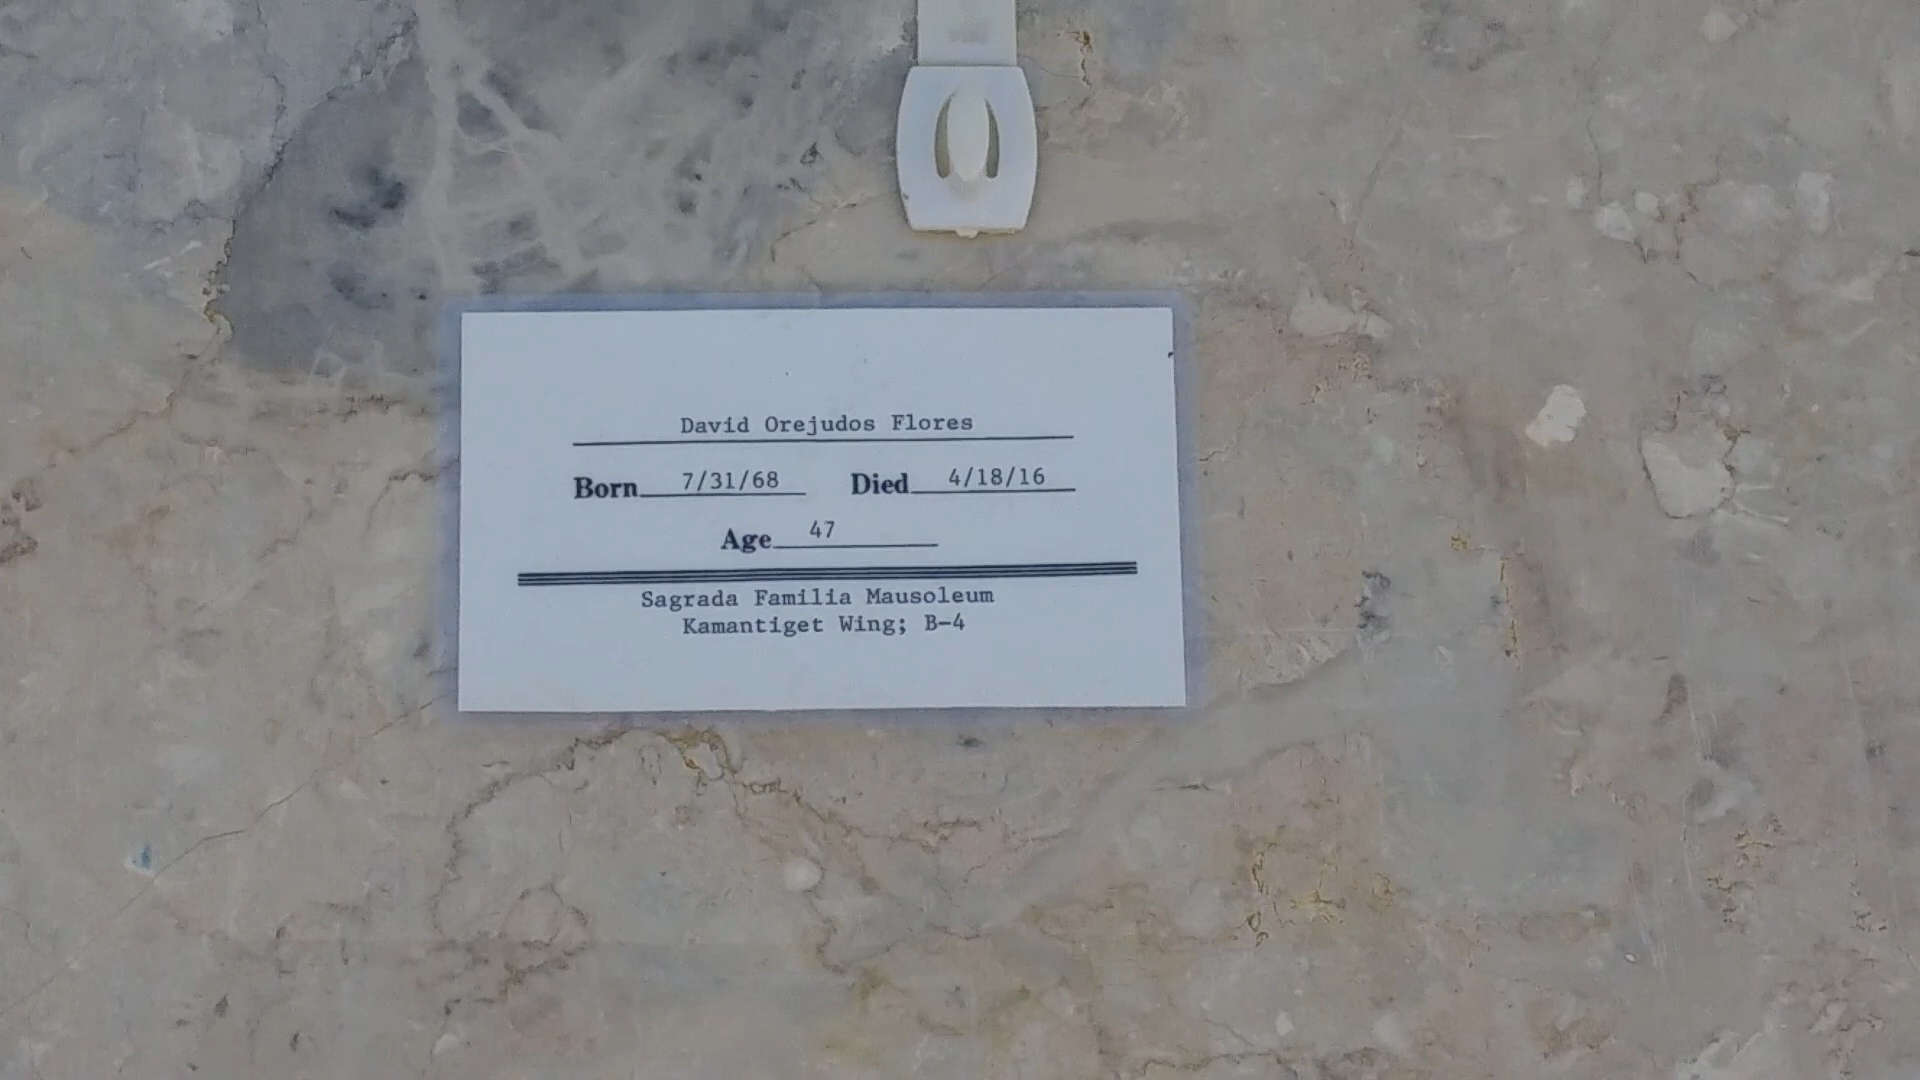 David Orejudos Flores
Born 7/31/68 Died 4/18/16
Age 47
Sagrada Familia Mausoleum
Kamantiget Wing; B-4